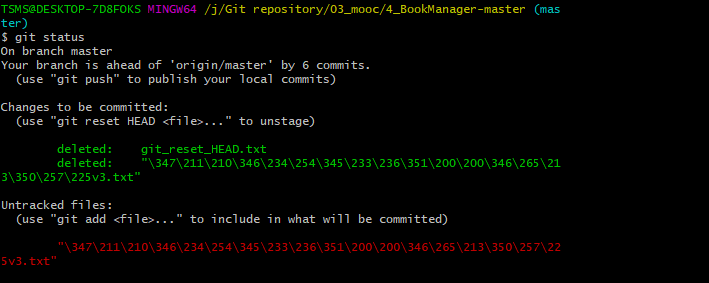 TSMS@DESKTOP-7D8FOKS MINGW64 /j/Git repository/03_mooc/4_BookManager-master (mas
ter)
$ git status
On branch master
Your branch is ahead of 'origin/master' by 6 commits.
  (use "git push" to publish your local commits)

Changes to be committed:
  (use "git reset HEAD <file>..." to unstage)

        deleted:    git_reset_HEAD.txt
        deleted:    "\347\211\210\346\234\254\345\233\236\351\200\200\346\265\21
3\350\257\225v3.txt"

Untracked files:
  (use "git add <file>..." to include in what will be committed)

        "\347\211\210\346\234\254\345\233\236\351\200\200\346\265\213\350\257\22
5v3.txt"